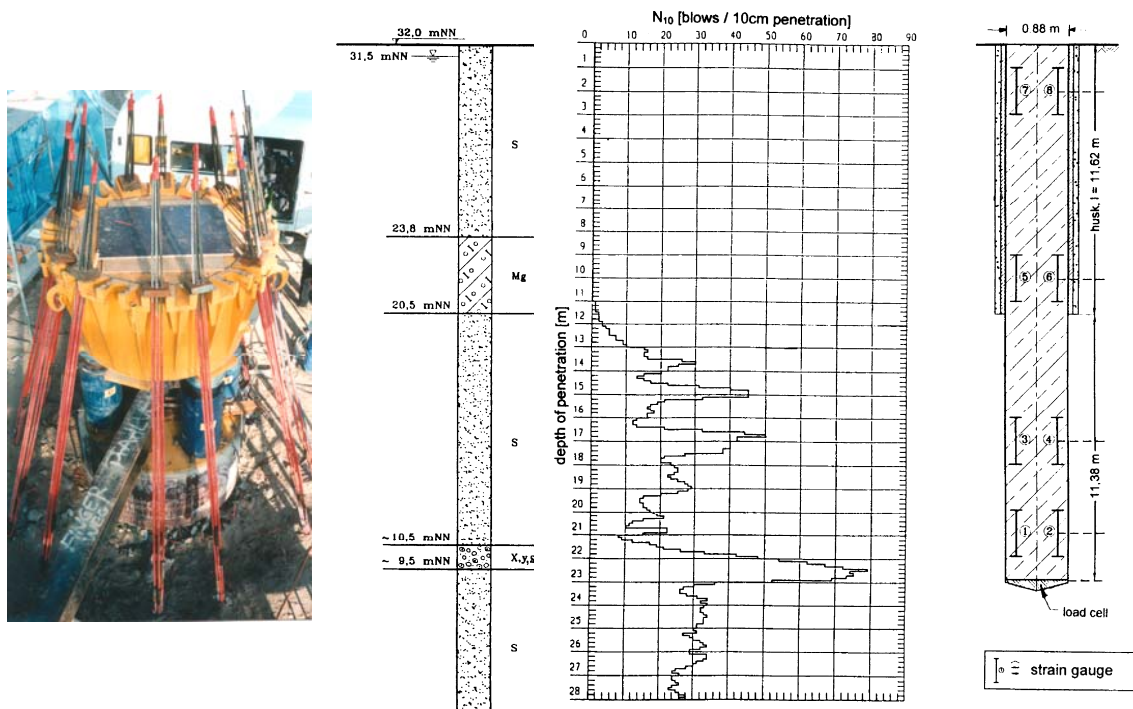 32,0 mNN
31,5 mNN
S
23,8 mNN
Mg
20,5 mNN
S
~10,5 mNN
X,y,s
~ 9,5 mNN
S
N10 [blows / 10cm penetration]
0 10 20 30 40 50 60 70 80 90
depth of penetration [m]
1
2
3
4
5
6
7
8
9
10
11
12
13
14
15
16
17
18
19
20
21
22
23
24
25
26
27
28
0.88 m
7 8
husk, l = 11,62 m
5 6
3 4
11,38 m
1 2
load cell
strain gauge